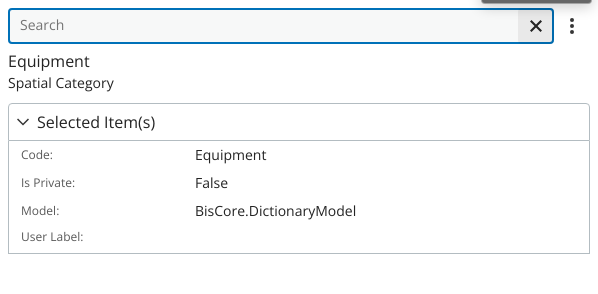 Search
Equipment
Spatial Category
Selected Item(s)
Code: Equipment
Is Private: False
Model: BisCore.DictionaryModel
User Label: